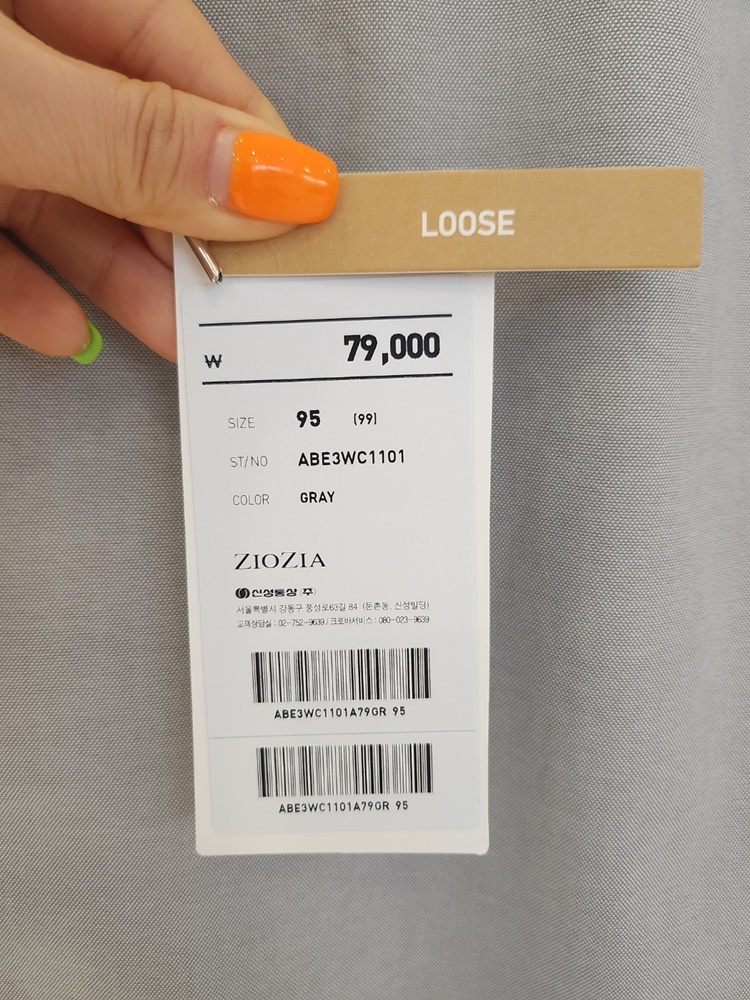 LOOSE
₩ 79,000
SIZE 95 (99)
ST/NO ABE3WC1101
COLOR GRAY
ZIOZIA
신성통상 (주)
서울특별시 강동구 풍성로63길 84 (둔촌동, 신성빌딩)
고객상담실 : 02-752-9639 / 크로바서비스 : 080-023-9639
ABE3WC1101A79GR 95
ABE3WC1101A79GR 95